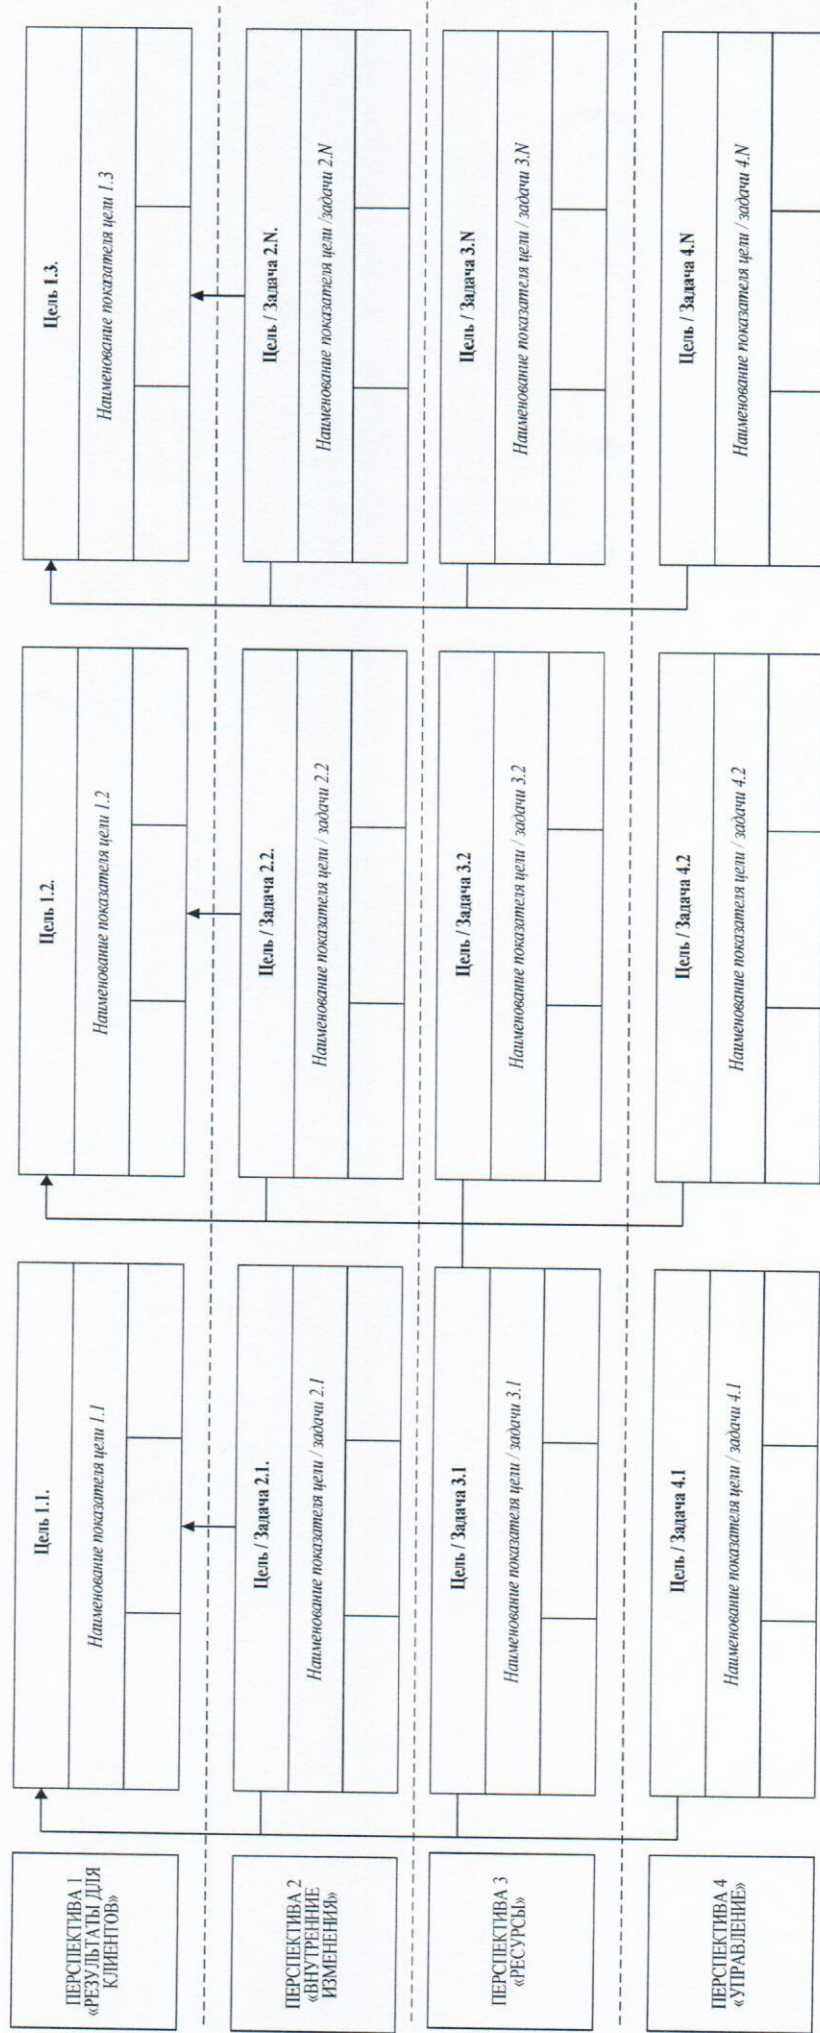 ПЕРСПЕКТИВА 1
«РЕЗУЛЬТАТЫ ДЛЯ
КЛИЕНТОВ»
Цель 1.1.
Наименование показателя цели 1.1
Цель 1.2.
Наименование показателя цели 1.2
Цель 1.3.
Наименование показателя цели 1.3
ПЕРСПЕКТИВА 2
«ВНУТРЕННИЕ
ИЗМЕНЕНИЯ»
Цель / Задача 2.1.
Наименование показателя цели / задачи 2.1
Цель / Задача 2.2.
Наименование показателя цели / задачи 2.2
Цель / Задача 2.N.
Наименование показателя цели /задачи 2.N
ПЕРСПЕКТИВА 3
«РЕСУРСЫ»
Цель / Задача 3.1
Наименование показателя цели / задачи 3.1
Цель / Задача 3.2
Наименование показателя цели / задачи 3.2
Цель / Задача 3.N
Наименование показателя цели / задачи 3.N
ПЕРСПЕКТИВА 4
«УПРАВЛЕНИЕ»
Цель / Задача 4.1
Наименование показателя цели / задачи 4.1
Цель / Задача 4.2
Наименование показателя цели / задачи 4.2
Цель / Задача 4.N
Наименование показателя цели / задачи 4.N